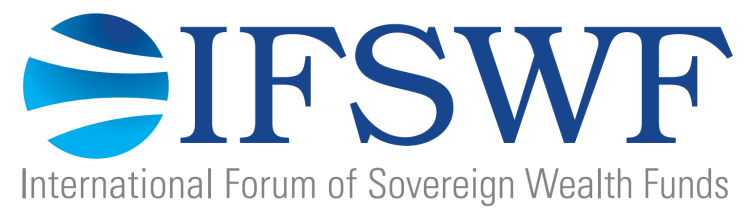 IFSWF
International Forum of Sovereign Wealth Funds